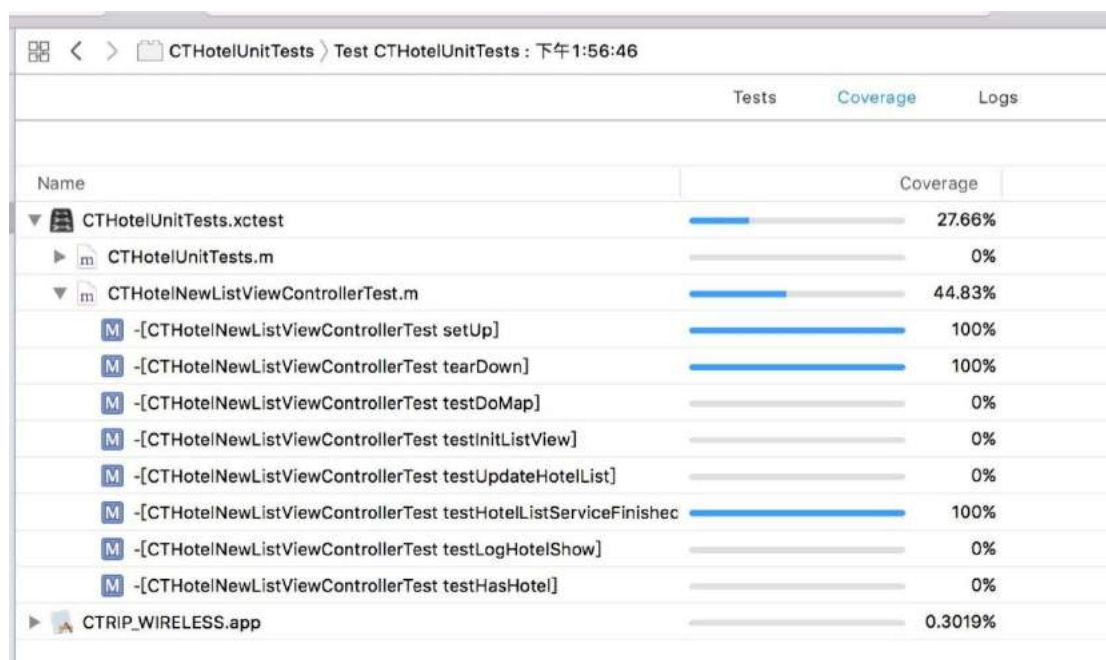 CTHotelUnitTests 〉 Test CTHotelUnitTests : 下午1:56:46
Tests Coverage Logs
Name Coverage
CTHotelUnitTests.xctest 27.66%
m CTHotelUnitTests.m 0%
m CTHotelNewListViewControllerTest.m 44.83%
M -[CTHotelNewListViewControllerTest setUp] 100%
M -[CTHotelNewListViewControllerTest tearDown] 100%
M -[CTHotelNewListViewControllerTest testDoMap] 0%
M -[CTHotelNewListViewControllerTest testInitListView] 0%
M -[CTHotelNewListViewControllerTest testUpdateHotelList] 0%
M -[CTHotelNewListViewControllerTest testHotelListServiceFinished 100%
M -[CTHotelNewListViewControllerTest testLogHotelShow] 0%
M -[CTHotelNewListViewControllerTest testHasHotel] 0%
CTRIP_WIRELESS.app 0.3019%